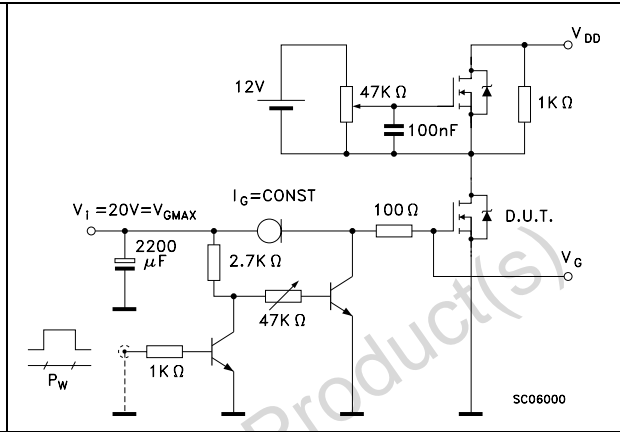 V DD
12V
47K Ω
1K Ω
100nF
I G =CONST
V i =20V=V GMAX
100 Ω
D.U.T.
2200
μF
2.7K Ω
V G
47K Ω
1K Ω
P W
SC06000
Product(s)